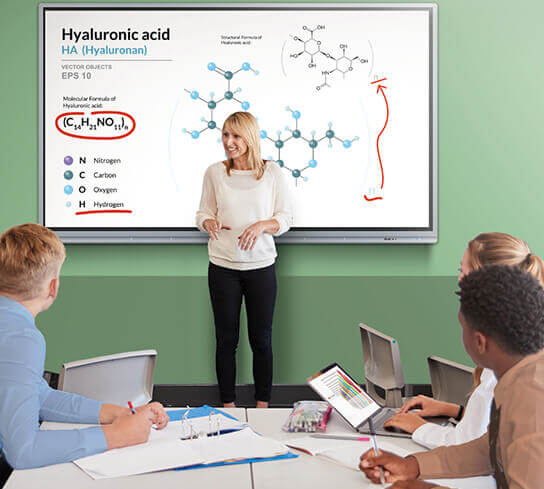 Hyaluronic acid
HA (Hyaluronan)
VECTOR OBJECTS
EPS 10
Structural Formula of
Hyaluronic acid
Molecular Formula of
Hyaluronic acid:
(C₁₄H₂₁NO₁₁)ₙ
N Nitrogen
C Carbon
O Oxygen
H Hydrogen